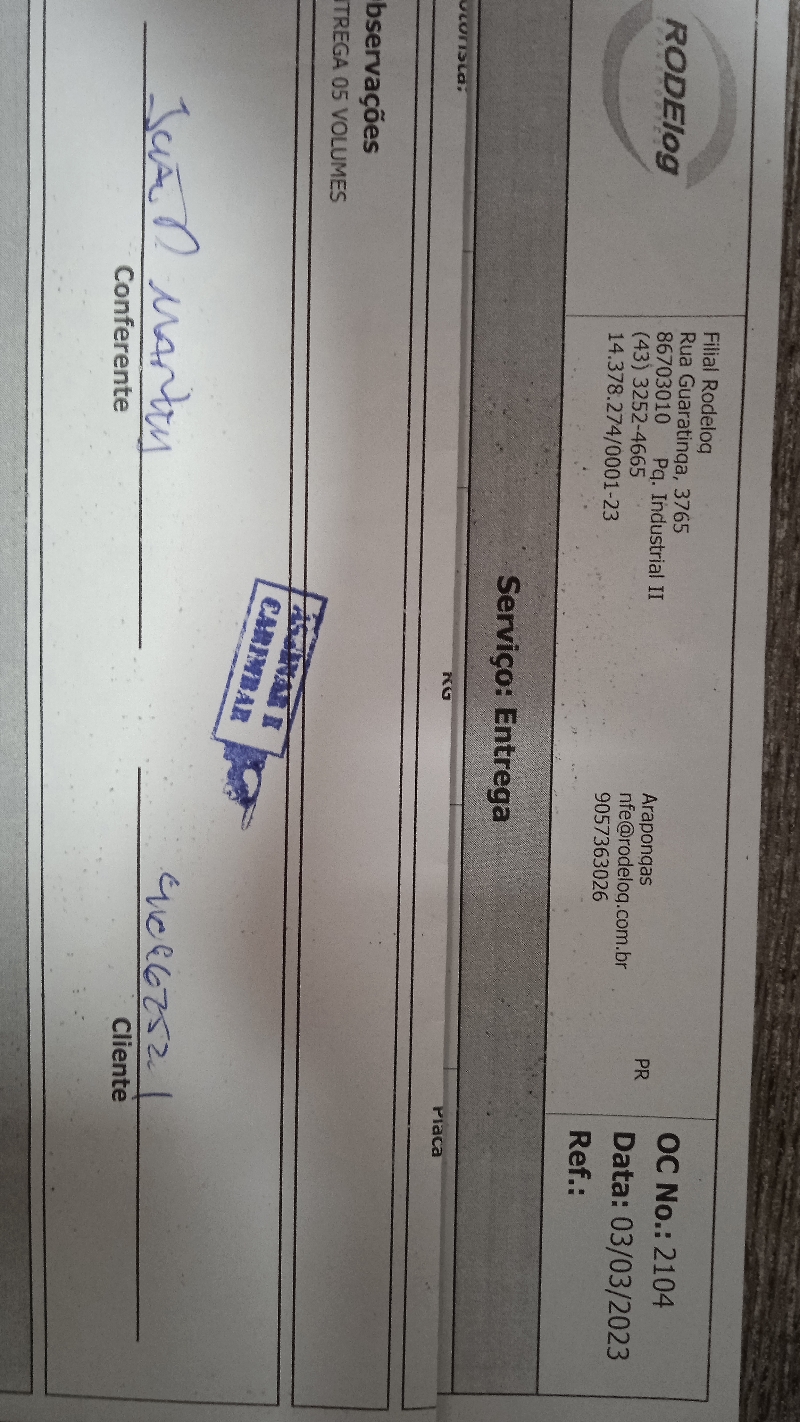 RODElog
Filial Rodelog
Rua Guaratinga, 3765
86703010 Pq. Industrial II
(43) 3252-4665
14.378.274/0001-23
Arapongas PR
nfe@rodelog.com.br
9057363026
OC No.: 2104
Data: 03/03/2023
Ref.:
Serviço: Entrega
otorista:
RG
Placa
bservações
TREGA 05 VOLUMES
ASSINAR E
CARIMBAR
Conferente
Cliente